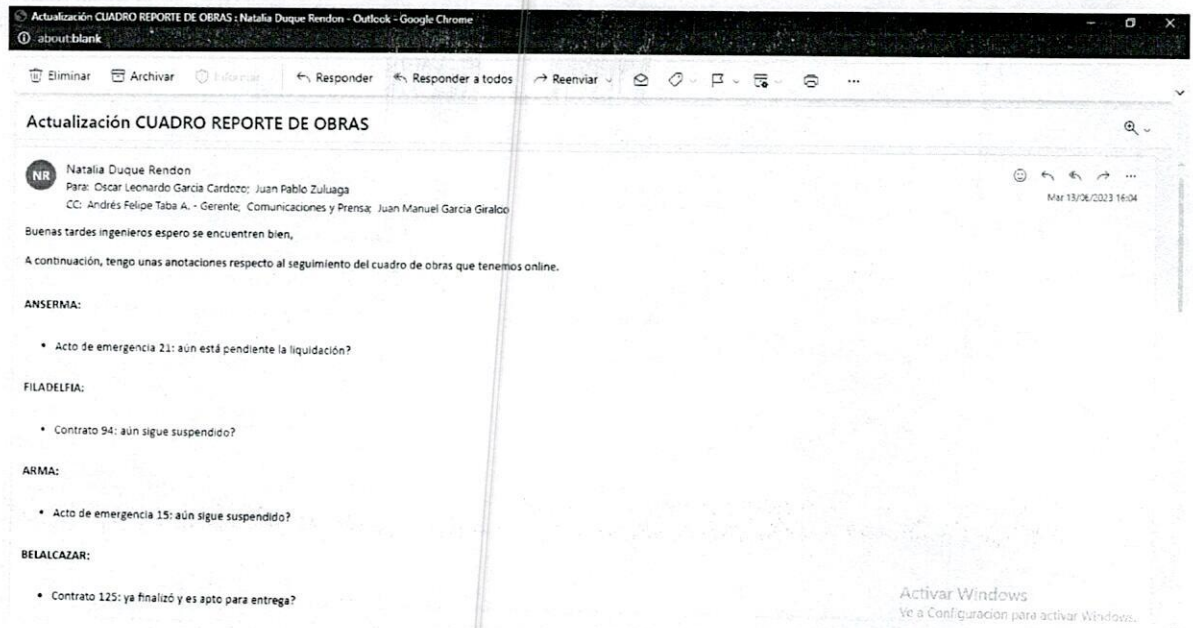 Actualización CUADRO REPORTE DE OBRAS : Natalia Duque Rendon - Outlook - Google Chrome
about:blank
Eliminar Archivar Informar Responder Responder a todos Reenviar ...
Actualización CUADRO REPORTE DE OBRAS
NR Natalia Duque Rendon
Para: Oscar Leonardo Garcia Cardozo; Juan Pablo Zuluaga
CC: Andrés Felipe Taba A. - Gerente; Comunicaciones y Prensa; Juan Manuel Garcia Giraldo
Mar 13/06/2023 16:04
Buenas tardes ingenieros espero se encuentren bien,
A continuación, tengo unas anotaciones respecto al seguimiento del cuadro de obras que tenemos online.
ANSERMA:
• Acto de emergencia 21: aún está pendiente la liquidación?
FILADELFIA:
• Contrato 94: aún sigue suspendido?
ARMA:
• Acto de emergencia 15: aún sigue suspendido?
BELALCAZAR:
• Contrato 125: ya finalizó y es apto para entrega?
Activar Windows
Ve a Configuración para activar Windows.